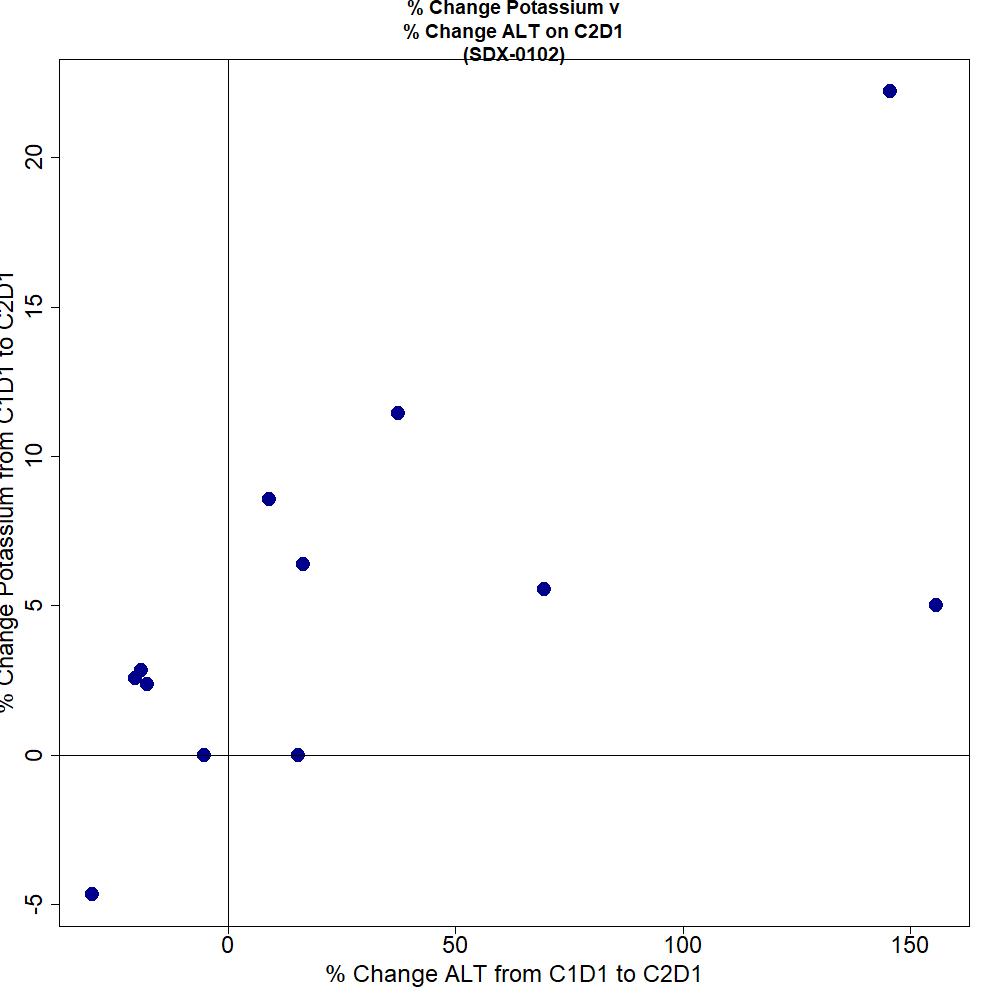 % Change Potassium v
% Change ALT on C2D1
(SDX-0102)
% Change Potassium from C1D1 to C2D1
20
15
10
5
0
-5
0
50
100
150
% Change ALT from C1D1 to C2D1